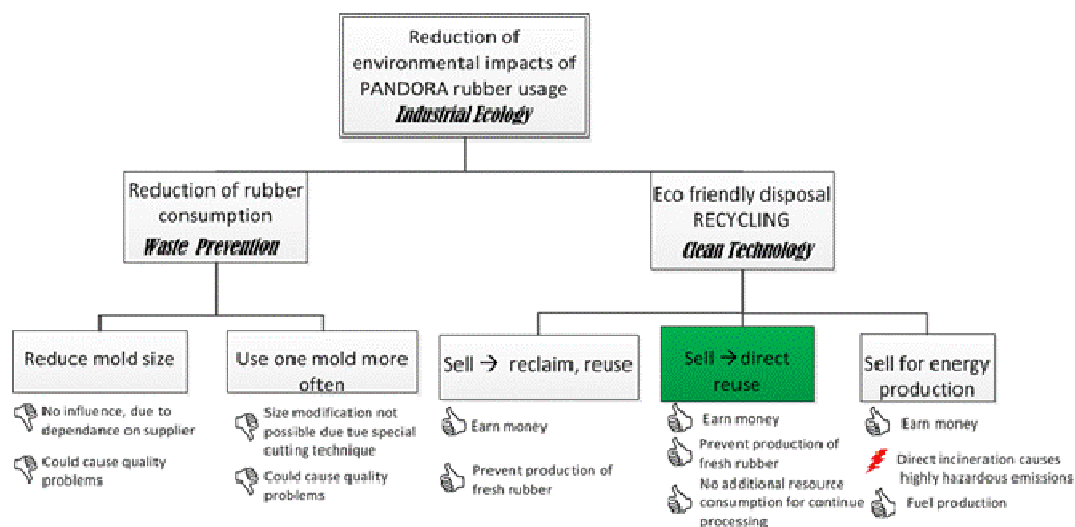 Reduction of
environmental impacts of
PANDORA rubber usage
Industrial Ecology
Reduction of rubber
consumption
Waste Prevention
Eco friendly disposal
RECYCLING
Clean Technology
Reduce mold size
Use one mold more
often
Sell → reclaim, reuse
Sell → direct
reuse
Sell for energy
production
No influence, due to
dependance on supplier
Could cause quality
problems
Size modification not
possible due tue special
cutting technique
Could cause quality
problems
Earn money
Prevent production of
fresh rubber
Earn money
Prevent production of
fresh rubber
No additional resource
consumption for continue
processing
Earn money
Direct incineration causes
highly hazardous emissions
Fuel production